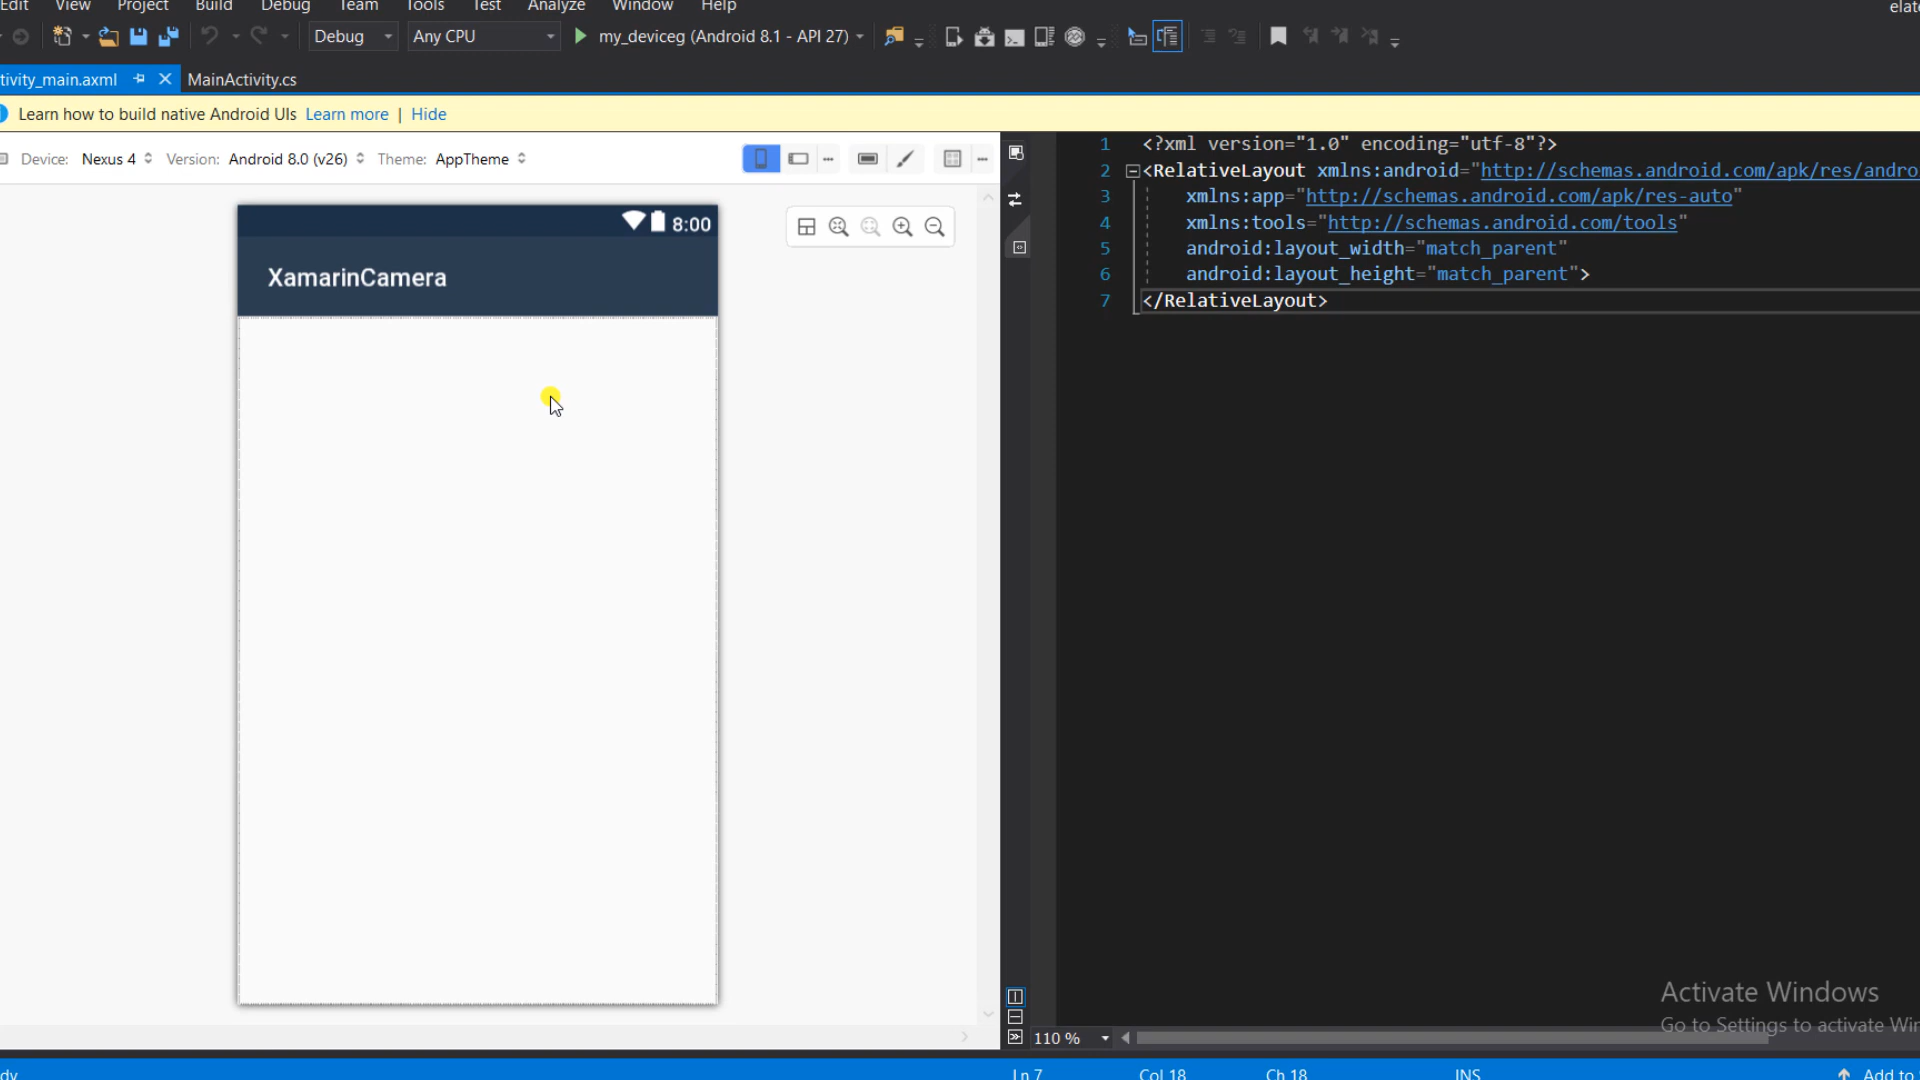 Edit View Project Build Debug Team Tools Test Analyze Window Help elate
Debug Any CPU my_deviceg (Android 8.1 - API 27)
tivity_main.axml MainActivity.cs
Learn how to build native Android UIs Learn more | Hide
Device: Nexus 4 Version: Android 8.0 (v26) Theme: AppTheme
8:00
XamarinCamera
1 <?xml version="1.0" encoding="utf-8"?>
2 <RelativeLayout xmlns:android="http://schemas.android.com/apk/res/andro
3 xmlns:app="http://schemas.android.com/apk/res-auto"
4 xmlns:tools="http://schemas.android.com/tools"
5 android:layout_width="match_parent"
6 android:layout_height="match_parent">
7 </RelativeLayout>
Activate Windows
Go to Settings to activate Win
110 %
dy Ln 7 Col 18 Ch 18 INS Add to